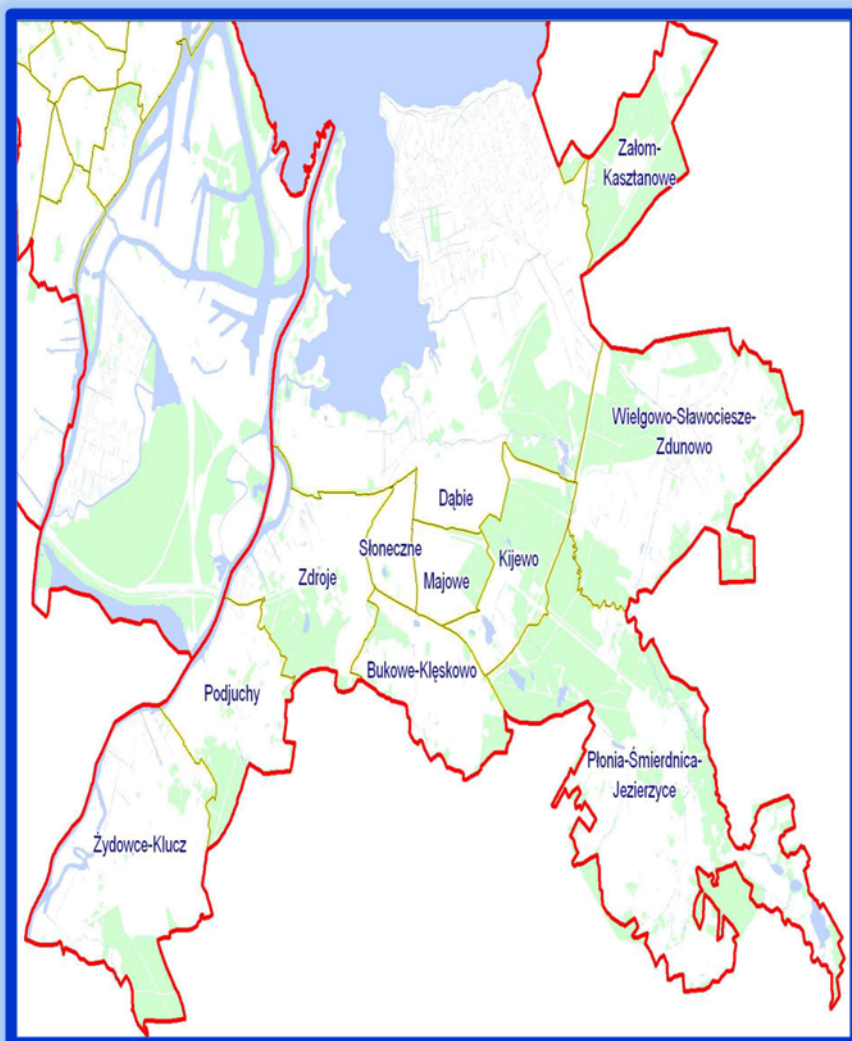 Załom-
Kasztanowe
Wielgowo-Sławociesze-
Zdunowo
Dąbie
Słoneczne
Kijewo
Zdroje
Majowe
Bukowe-Klęskowo
Podjuchy
Płonia-Śmierdnica-
Jezierzyce
Żydowce-Klucz